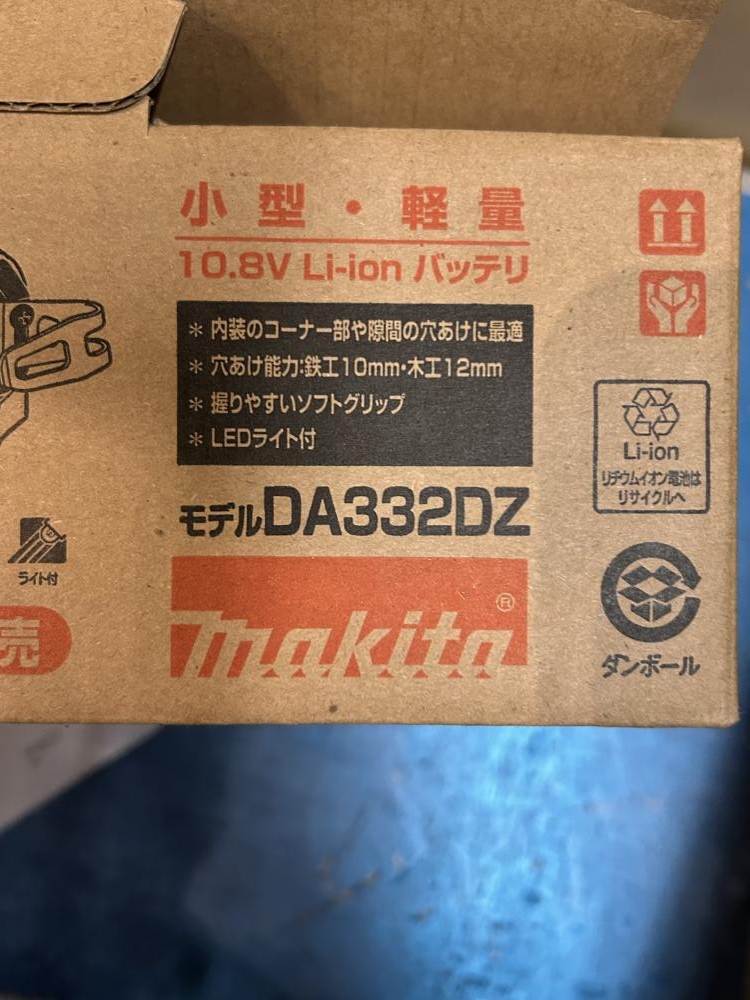 小型・軽量
10.8V Li-ion バッテリ
* 内装のコーナー部や隙間の穴あけに最適
* 穴あけ能力:鉄工10mm・木工12mm
* 握りやすいソフトグリップ
* LEDライト付
モデルDA332DZ
makita®
Li-ion
リチウムイオン電池は
リサイクルへ
ダンボール
ライト付
売